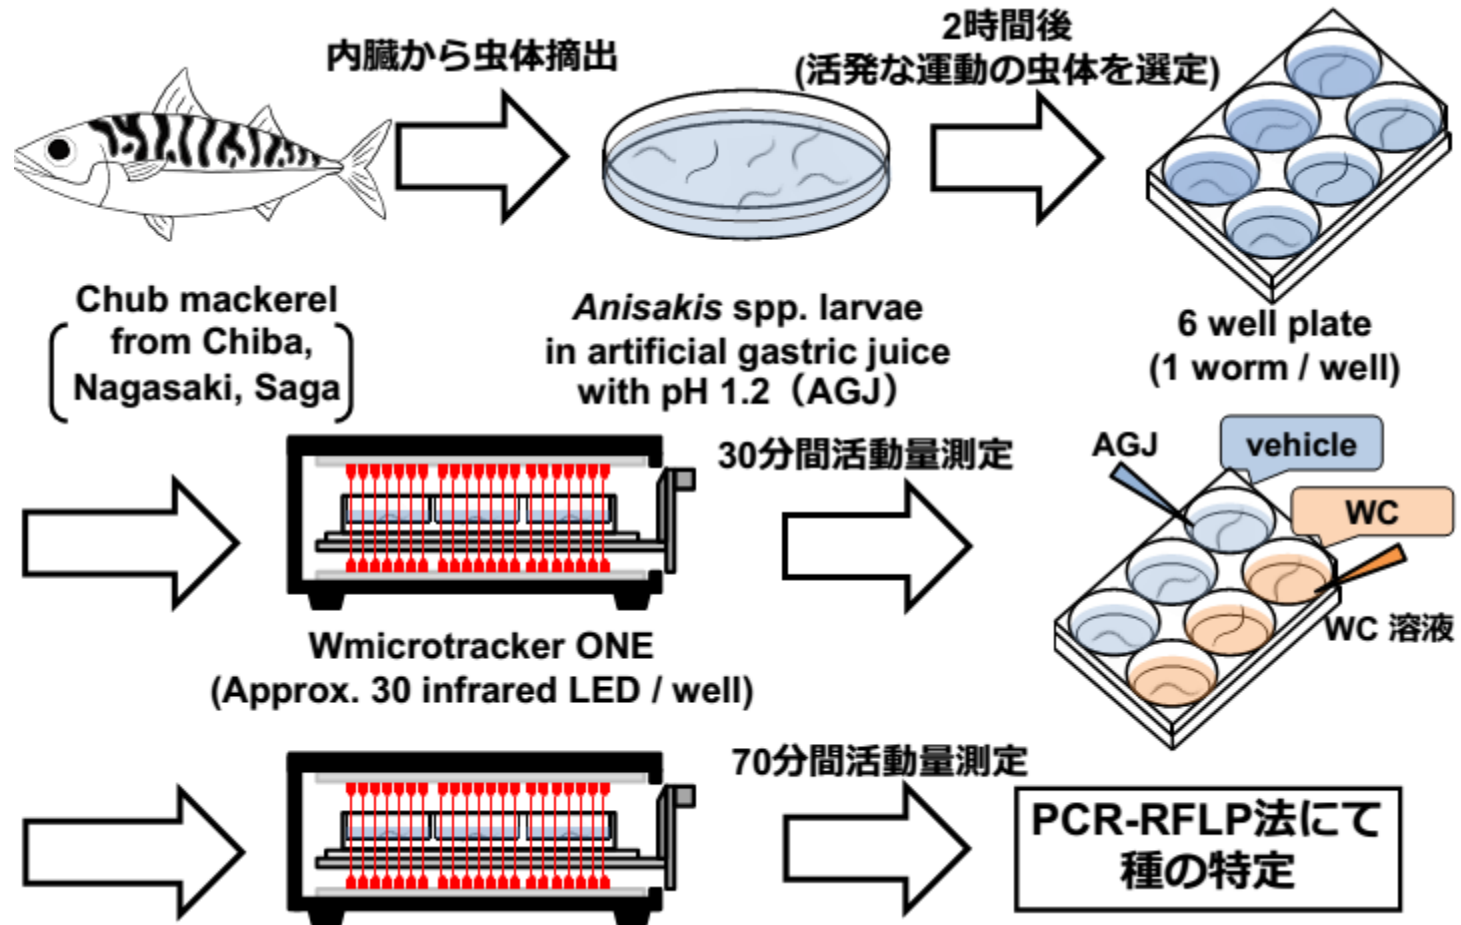 内臓から虫体摘出
2時間後
(活発な運動の虫体を選定)
Chub mackerel
from Chiba,
Nagasaki, Saga
Anisakis spp. larvae
in artificial gastric juice
with pH 1.2（AGJ）
6 well plate
(1 worm / well)
30分間活動量測定
AGJ
vehicle
WC
WC 溶液
Wmicrotracker ONE
(Approx. 30 infrared LED / well)
70分間活動量測定
PCR-RFLP法にて
種の特定